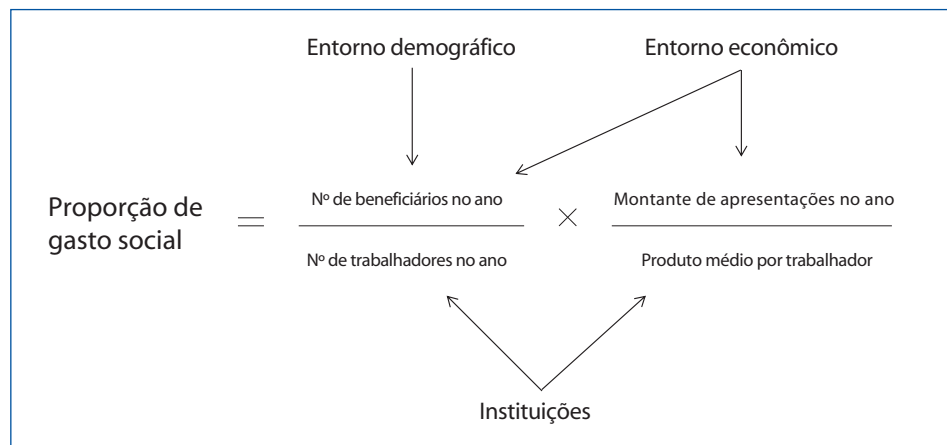 Entorno demográfico
Entorno econômico
Proporção de
gasto social
=
Nº de beneficiários no ano
Nº de trabalhadores no ano
×
Montante de apresentações no ano
Produto médio por trabalhador
Instituições